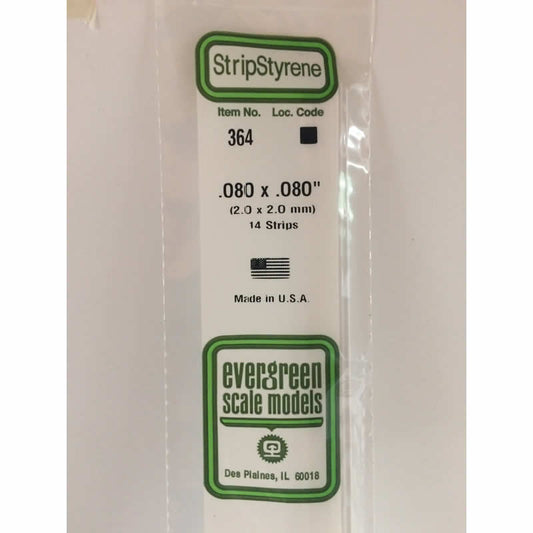 StripStyrene
Item No. Loc. Code
364
.080 x .080"
(2.0 x 2.0 mm)
14 Strips
Made in U.S.A.
evergreen
scale models
Des Plaines, IL 60018